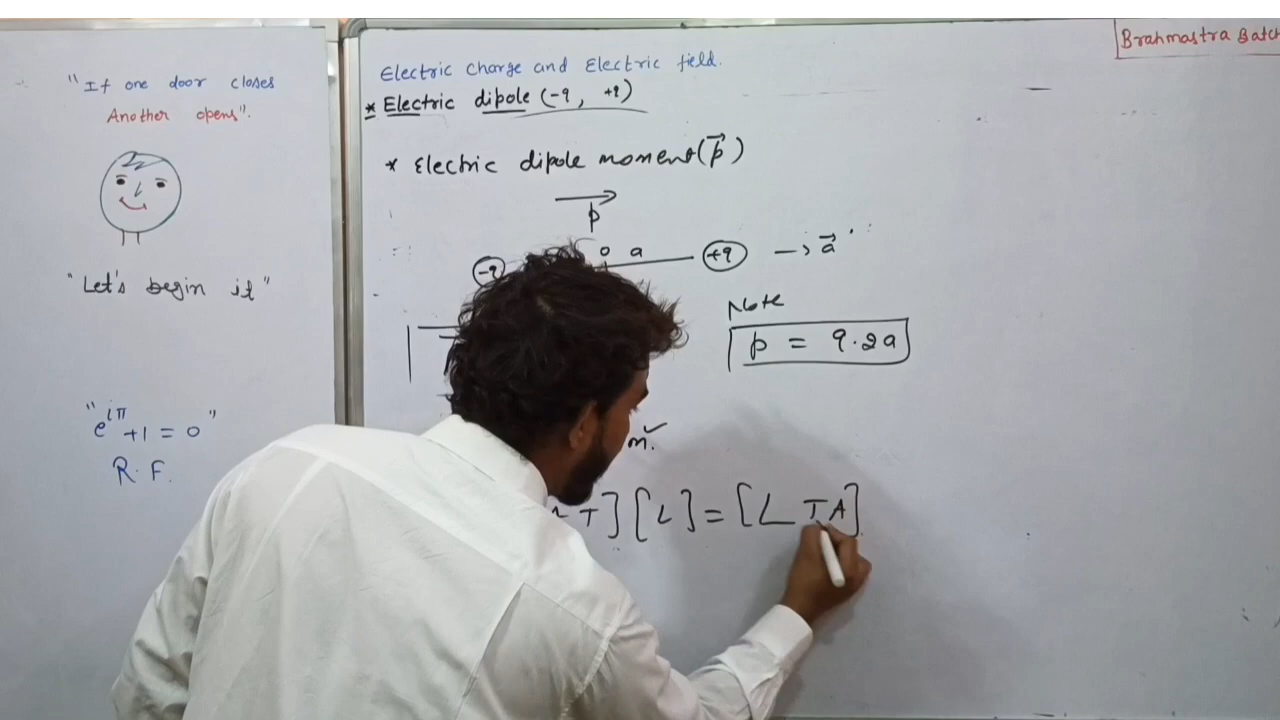 "If one door closes
Another opens".
"Let's begin it"
"e^iπ +1 = 0"
R. F.
Brahmastra Batch
Electric Charge and Electric field.
* Electric dipole (-q, +q)
* Electric dipole moment (p⃗)
p
-q o a +q → a⃗
Note
p = q.2a
m.
T] [L] = [L T A]